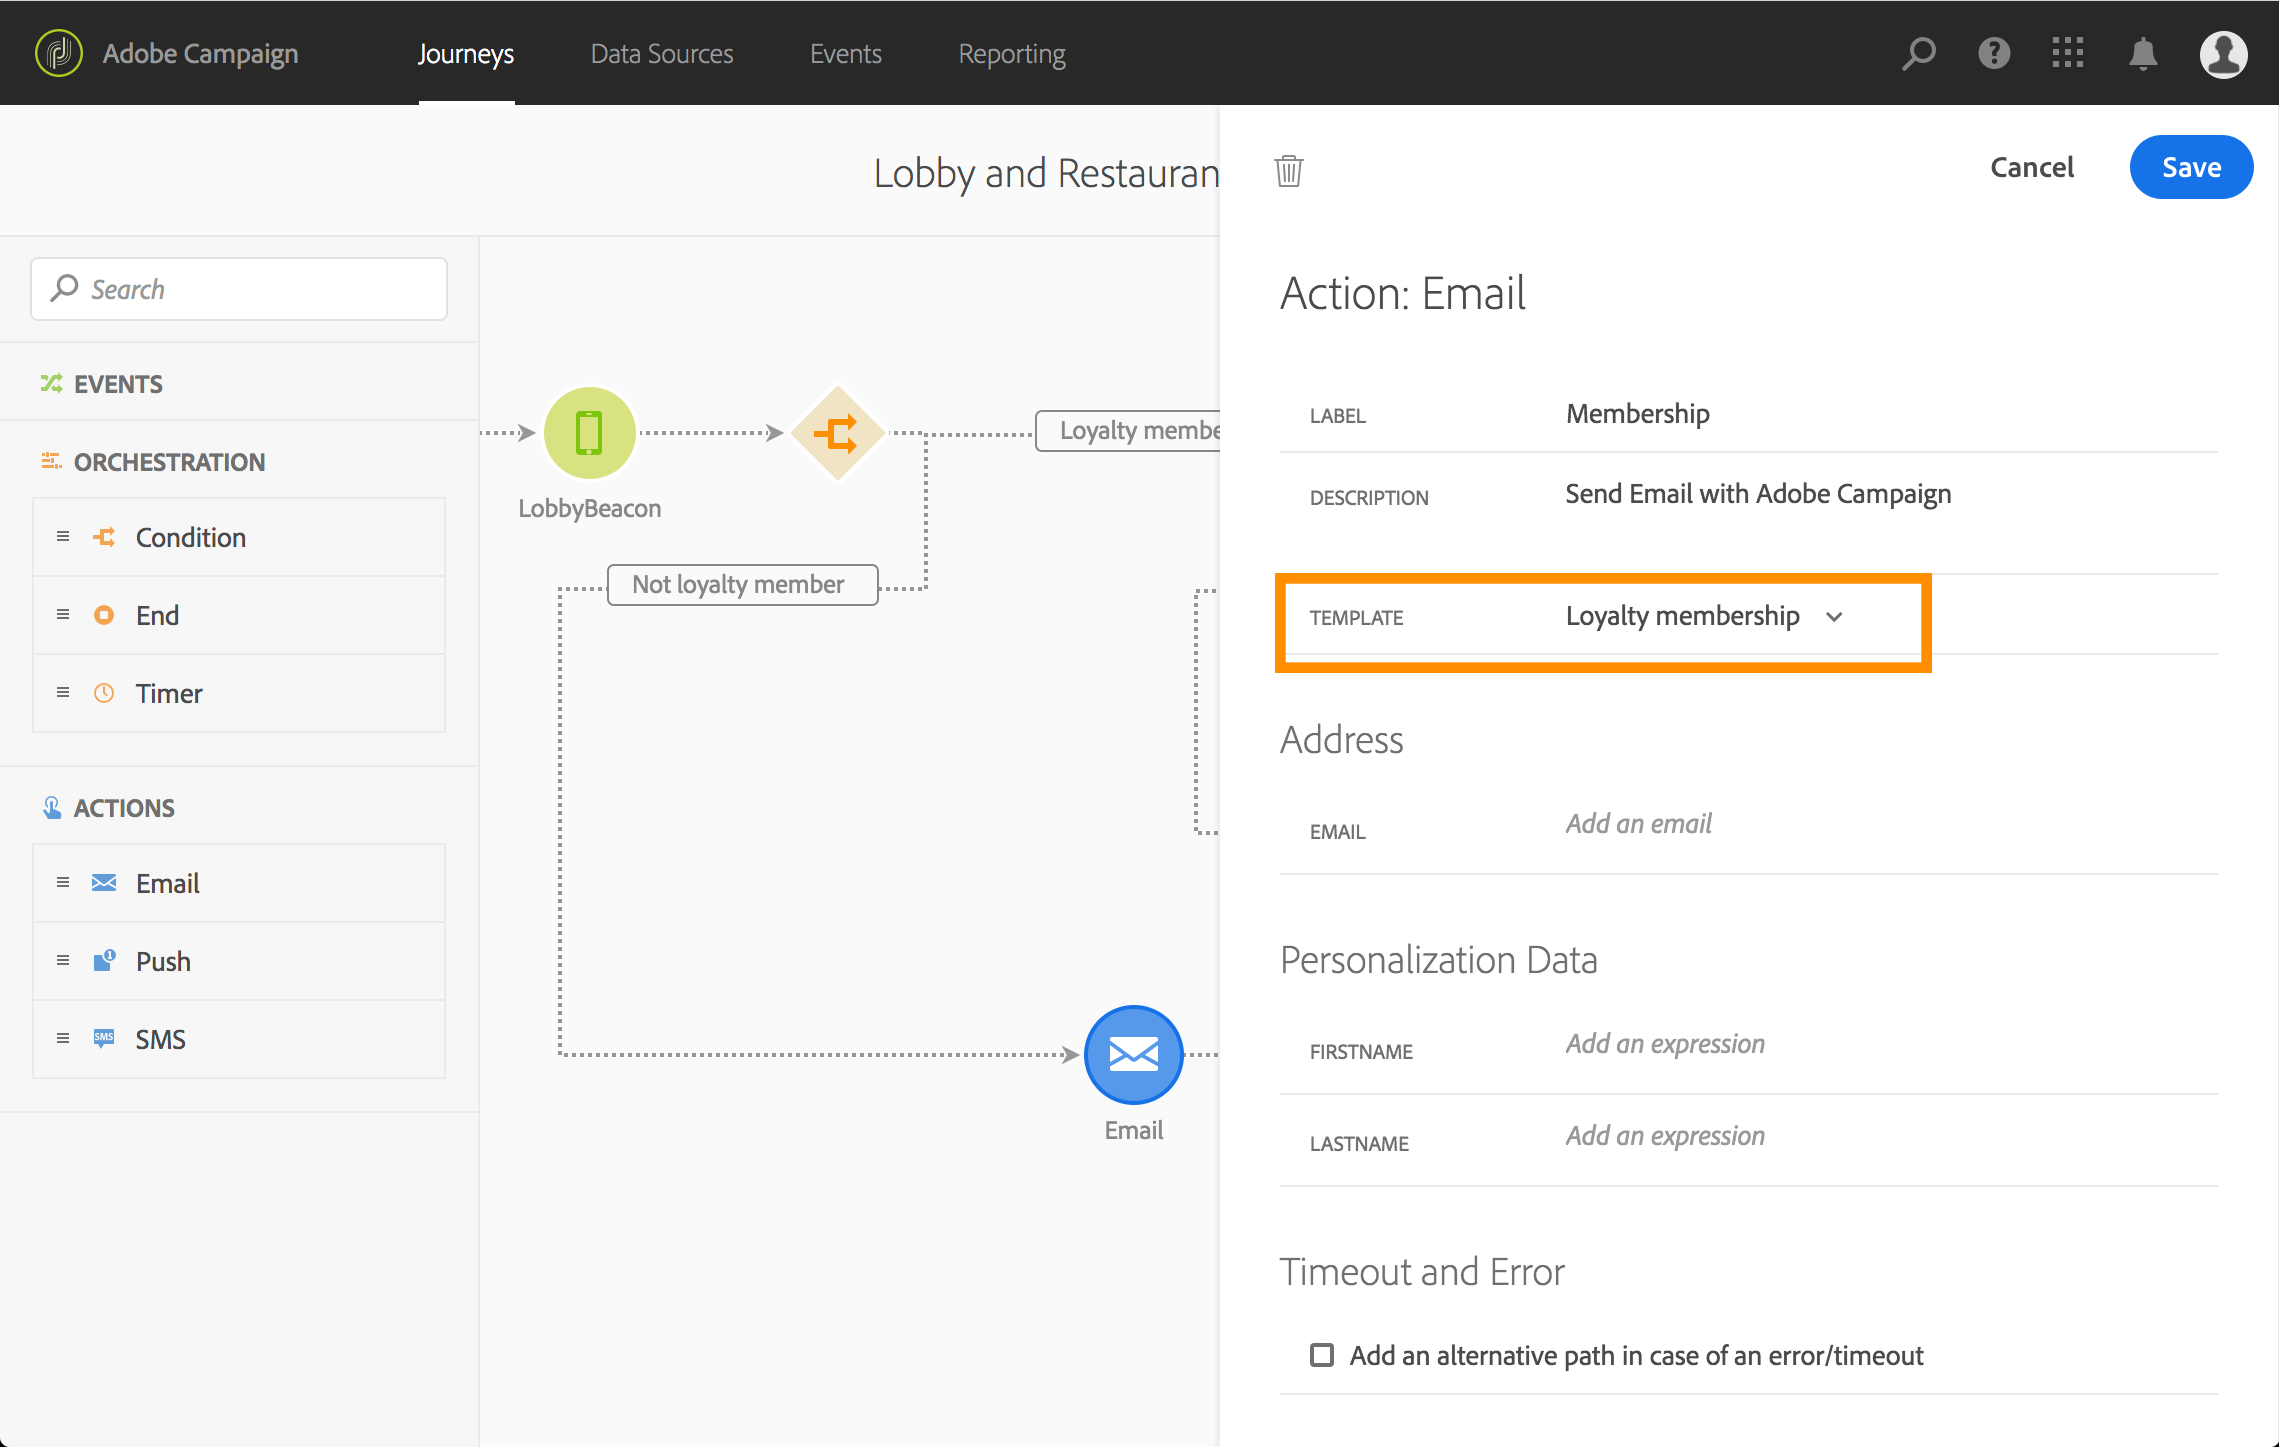 Adobe Campaign
Journeys
Data Sources
Events
Reporting
Lobby and Restauran
Cancel
Save
Search
EVENTS
ORCHESTRATION
Condition
End
Timer
ACTIONS
Email
Push
SMS
SMS
LobbyBeacon
Loyalty membe
Not loyalty member
Email
Action: Email
LABEL Membership
DESCRIPTION Send Email with Adobe Campaign
TEMPLATE Loyalty membership
Address
EMAIL Add an email
Personalization Data
FIRSTNAME Add an expression
LASTNAME Add an expression
Timeout and Error
Add an alternative path in case of an error/timeout